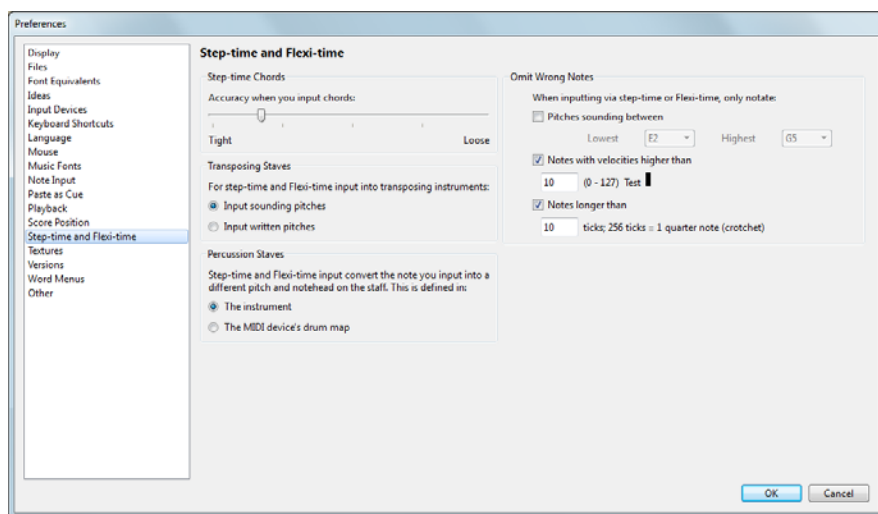 Preferences
Display
Files
Font Equivalents
Ideas
Input Devices
Keyboard Shortcuts
Language
Mouse
Music Fonts
Note Input
Paste as Cue
Playback
Score Position
Step-time and Flexi-time
Textures
Versions
Word Menus
Other
Step-time and Flexi-time
Step-time Chords
Accuracy when you input chords:
Tight Loose
Transposing Staves
For step-time and Flexi-time input into transposing instruments:
Input sounding pitches
Input written pitches
Percussion Staves
Step-time and Flexi-time input convert the note you input into a
different pitch and notehead on the staff. This is defined in:
The instrument
The MIDI device's drum map
Omit Wrong Notes
When inputting via step-time or Flexi-time, only notate:
Pitches sounding between
Lowest E2 Highest G5
Notes with velocities higher than
10 (0 - 127) Test
Notes longer than
10 ticks; 256 ticks = 1 quarter note (crotchet)
OK Cancel